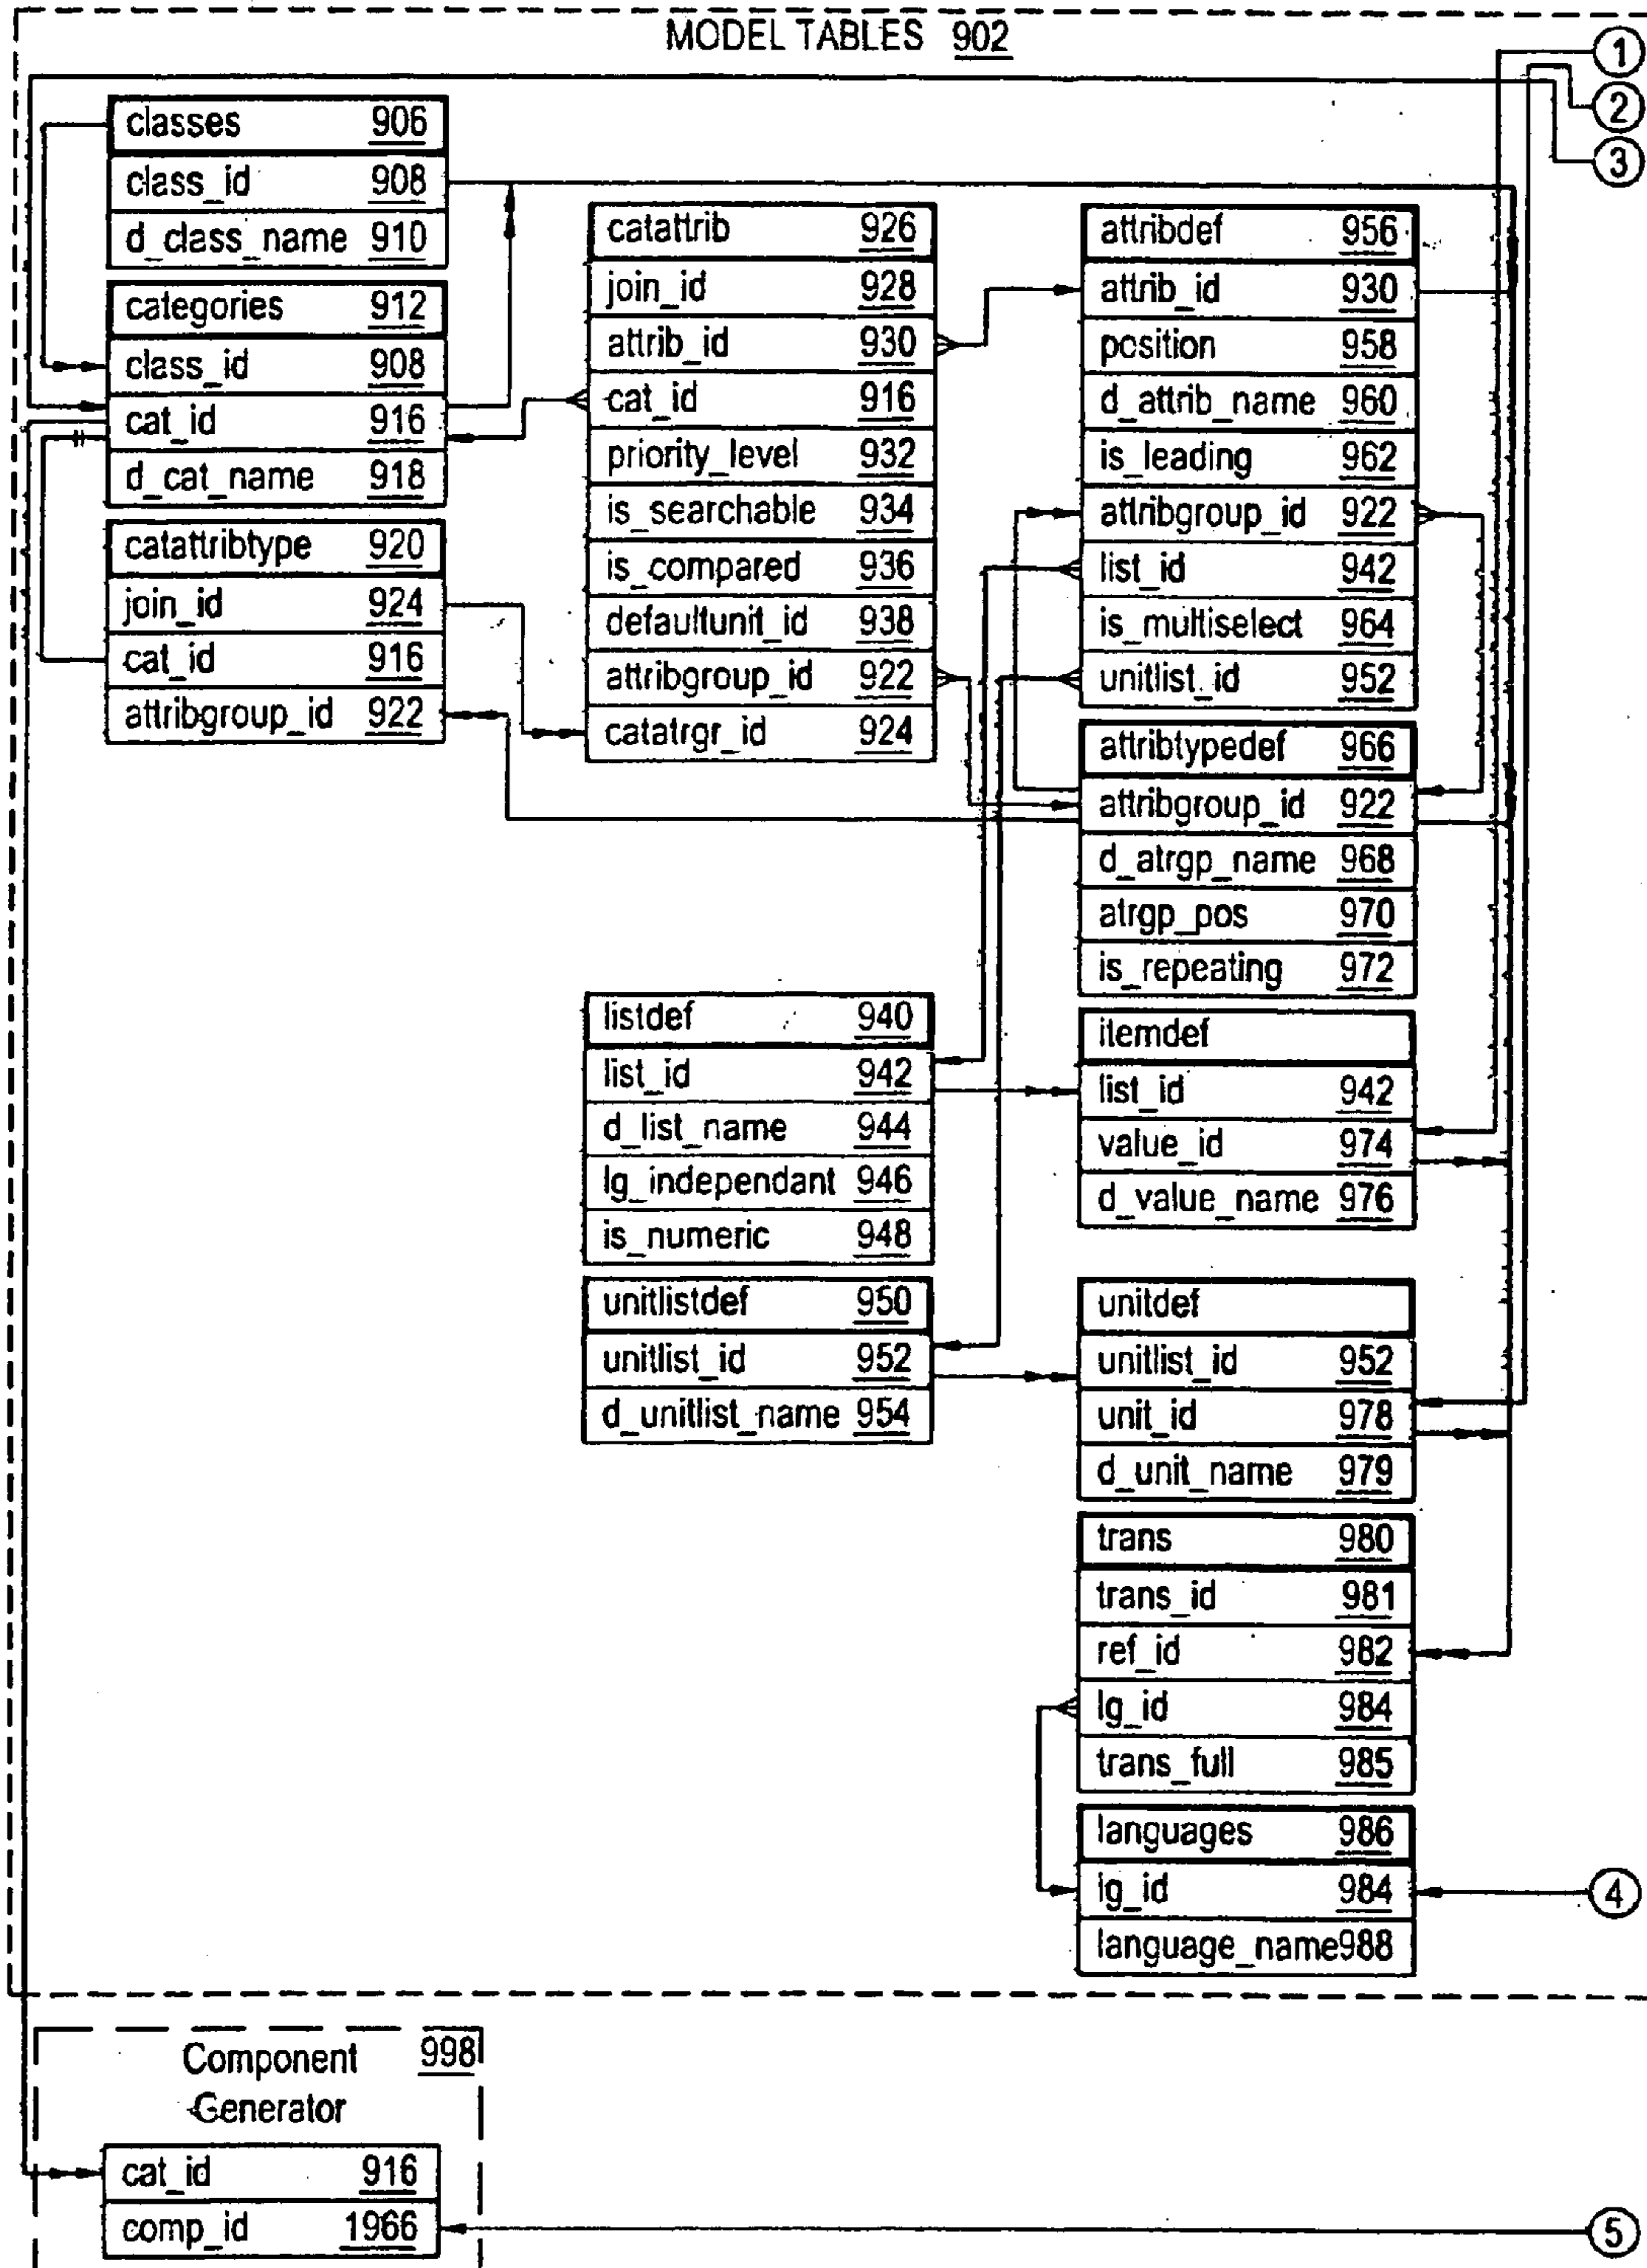 MODEL TABLES 902
1
2
3
classes 906
class_id 908
d_class_name 910
categories 912
class_id 908
cat_id 916
d_cat_name 918
catattribtype 920
join_id 924
cat_id 916
attribgroup_id 922
catattrib 926
join_id 928
attrib_id 930
cat_id 916
priority_level 932
is_searchable 934
is_compared 936
defaultunit_id 938
attribgroup_id 922
catatrgr_id 924
attribdef 956
attrib_id 930
position 958
d_attrib_name 960
is_leading 962
attribgroup_id 922
list_id 942
is_multiselect 964
unitlist_id 952
attribtypedef 966
attribgroup_id 922
d_atrgp_name 968
atrgp_pos 970
is_repeating 972
listdef 940
list_id 942
d_list_name 944
lg_independant 946
is_numeric 948
unitlistdef 950
unitlist_id 952
d_unitlist_name 954
itemdef
list_id 942
value_id 974
d_value_name 976
unitdef
unitlist_id 952
unit_id 978
d_unit_name 979
trans 980
trans_id 981
ref_id 982
lg_id 984
trans_full 985
languages 986
lg_id 984
language_name988
4
Component 998
Generator
cat_id 916
comp_id 1966
5